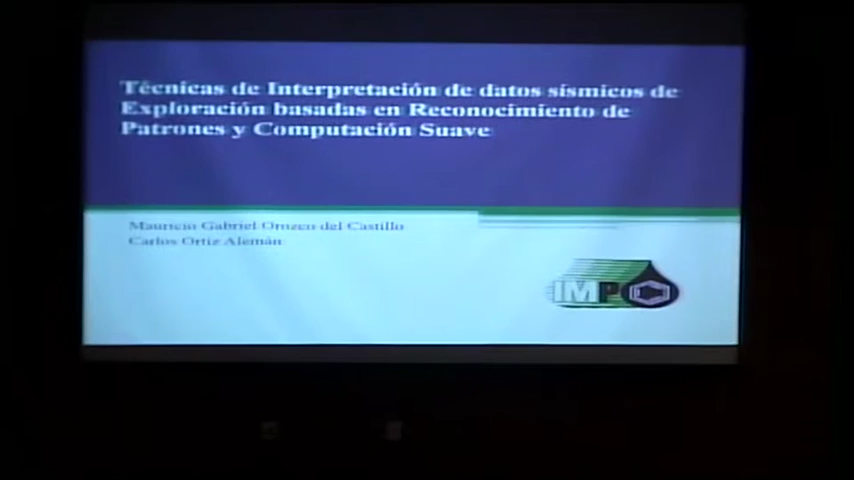 Técnicas de Interpretación de datos sísmicos de
Exploración basadas en Reconocimiento de
Patrones y Computación Suave
Mauricio Gabriel Orozco del Castillo
Carlos Ortiz Alemán
IMP